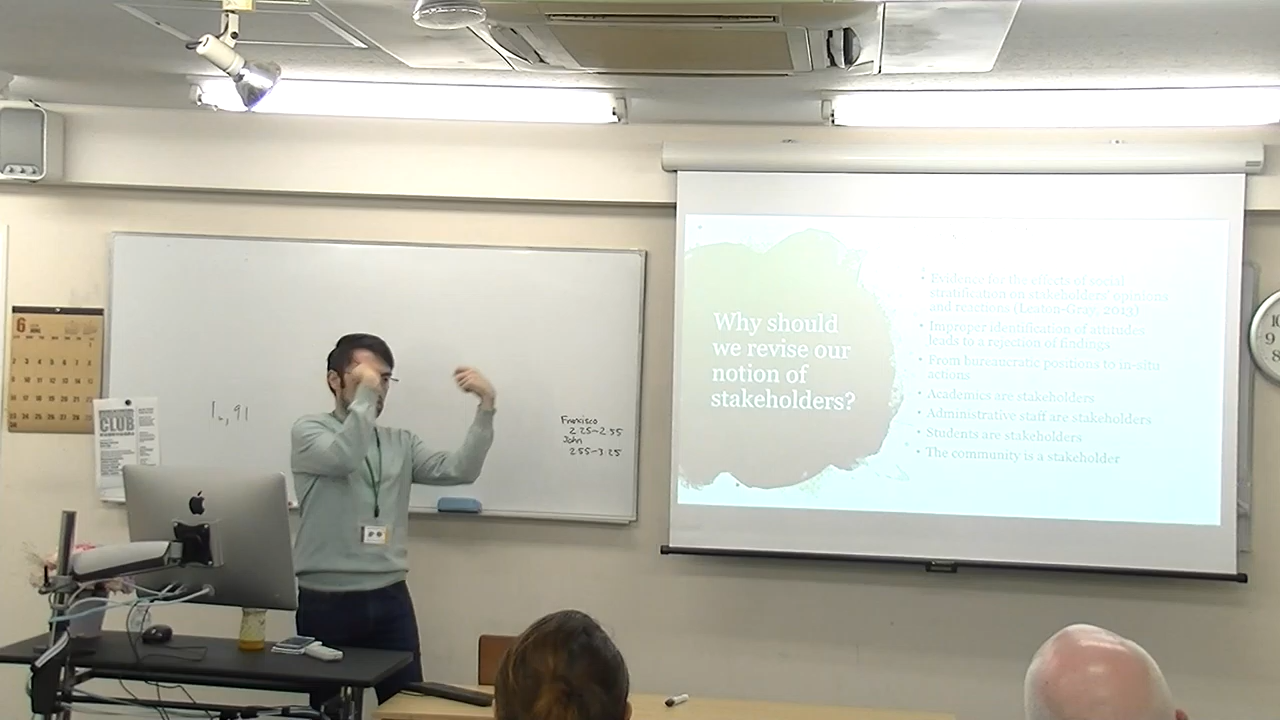 6
CLUB
Francisco
2.25~2.55
John
2.55~3.25
Why should
we revise our
notion of
stakeholders?
• Evidence for the effects of social
stratification on stakeholders' opinions
and reactions (Leaton-Gray, 2013)
• Improper identification of attitudes
leads to a rejection of findings
• From bureaucratic positions to in-situ
actions
• Academics are stakeholders
• Administrative staff are stakeholders
• Students are stakeholders
• The community is a stakeholder
10
9
8